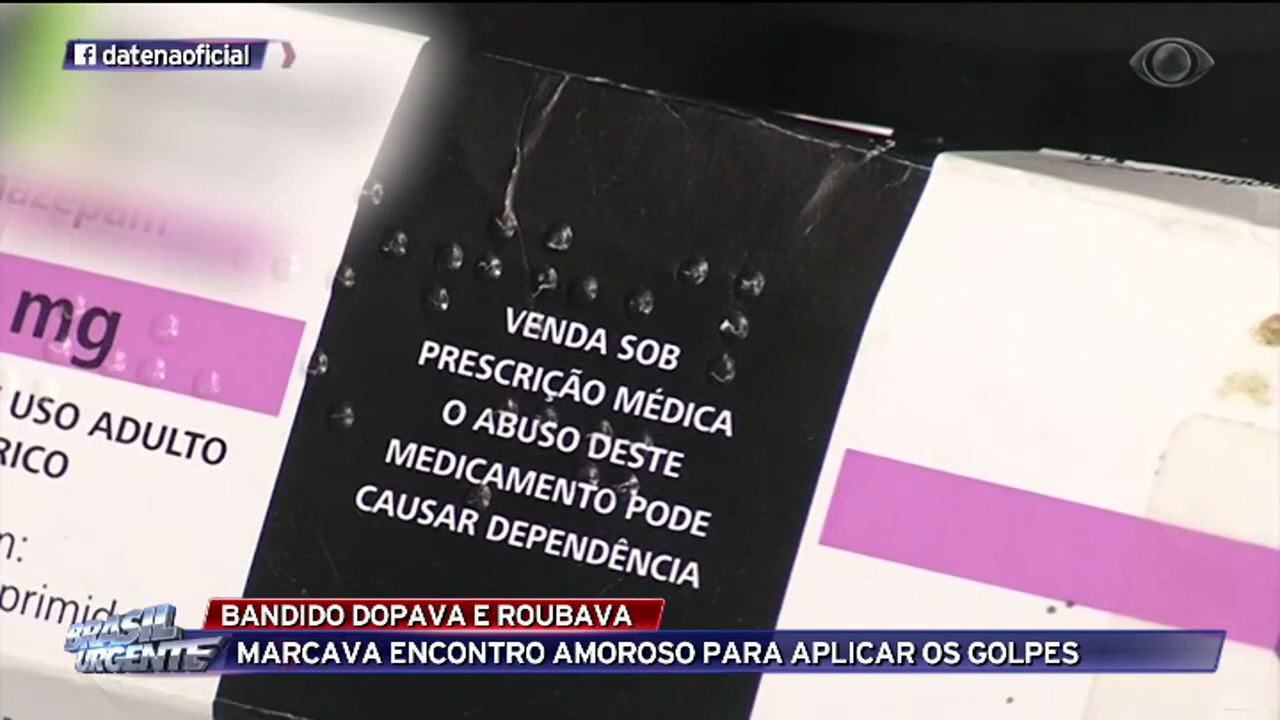 datenaoficial
mg
USO ADULTO
VENDA SOB
PRESCRIÇÃO MÉDICA
O ABUSO DESTE
MEDICAMENTO PODE
CAUSAR DEPENDÊNCIA
BRASIL
URGENTE
BANDIDO DOPAVA E ROUBAVA
MARCAVA ENCONTRO AMOROSO PARA APLICAR OS GOLPES